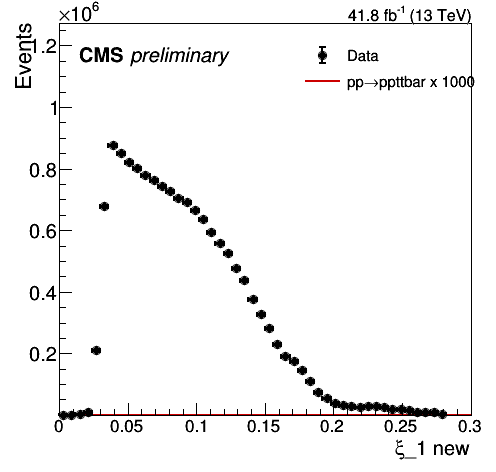 ×10⁶
41.8 fb⁻¹ (13 TeV)
Events
CMS preliminary
Data
pp→ppttbar x 1000
1.2
1
0.8
0.6
0.4
0.2
0 0.05 0.1 0.15 0.2 0.25 0.3
ξ_1 new